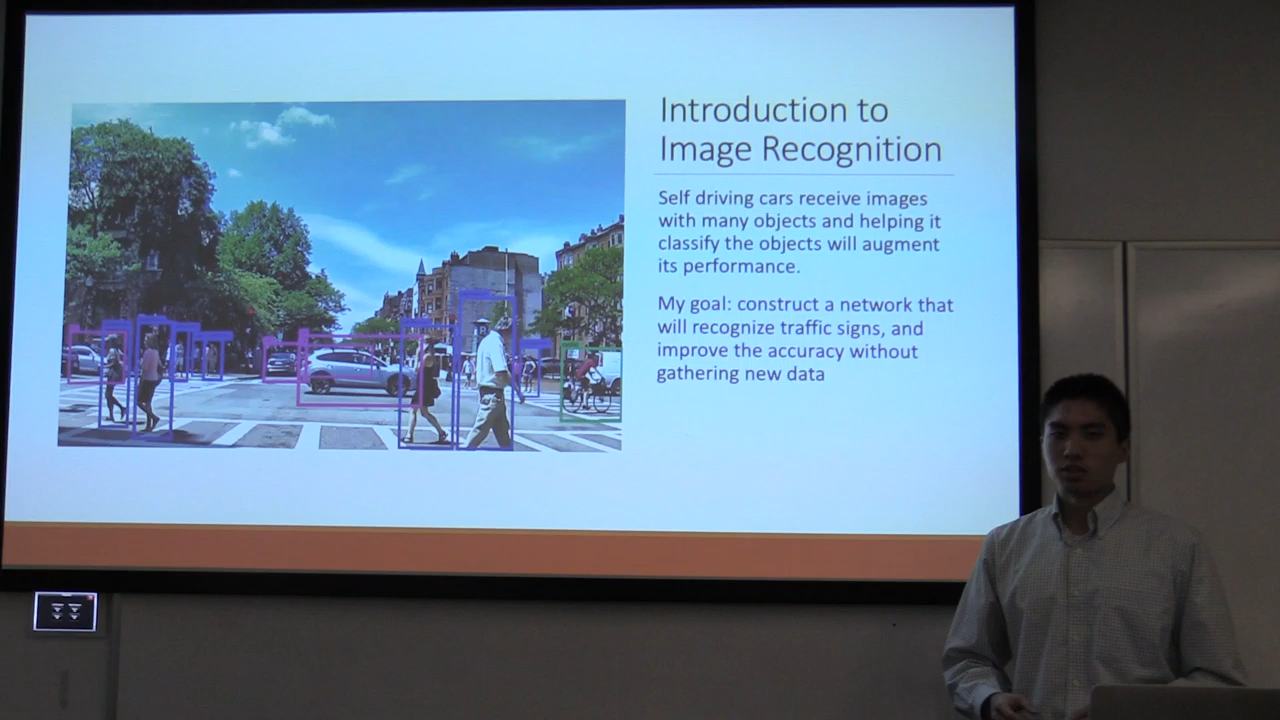 Introduction to
Image Recognition
Self driving cars receive images
with many objects and helping it
classify the objects will augment
its performance.
My goal: construct a network that
will recognize traffic signs, and
improve the accuracy without
gathering new data